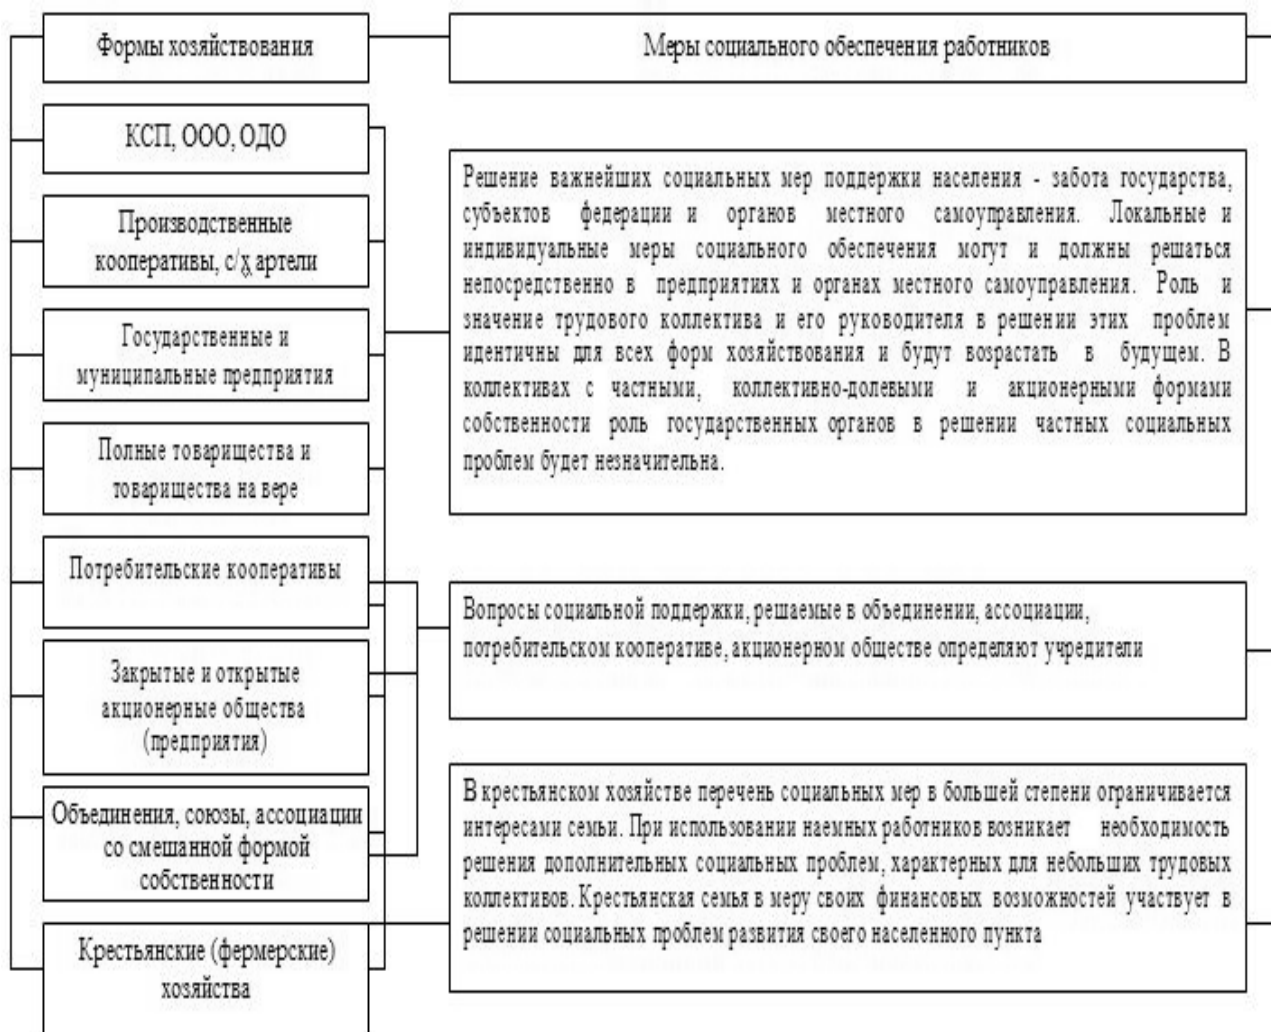 Формы хозяйствования
Меры социального обеспечения работников
КСП, ООО, ОДО
Производственные
кооперативы, с/х артели
Государственные и
муниципальные предприятия
Полные товарищества и
товарищества на вере
Потребительские кооперативы
Закрытые и открытые
акционерные общества
(предприятия)
Объединения, союзы, ассоциации
со смешанной формой
собственности
Крестьянские (фермерские)
хозяйства
Решение важнейших социальных мер поддержки населения - забота государства,
субъектов федерации и органов местного самоуправления. Локальные и
индивидуальные меры социального обеспечения могут и должны решаться
непосредственно в предприятиях и органах местного самоуправления. Роль и
значение трудового коллектива и его руководителя в решении этих проблем
идентичны для всех форм хозяйствования и будут возрастать в будущем. В
коллективах с частными, коллективно-долевыми и акционерными формами
собственности роль государственных органов в решении частных социальных
проблем будет незначительна.
Вопросы социальной поддержки, решаемые в объединении, ассоциации,
потребительском кооперативе, акционерном обществе определяют учредители
В крестьянском хозяйстве перечень социальных мер в большей степени ограничивается
интересами семьи. При использовании наемных работников возникает необходимость
решения дополнительных социальных проблем, характерных для небольших трудовых
коллективов. Крестьянская семья в меру своих финансовых возможностей участвует в
решении социальных проблем развития своего населенного пункта